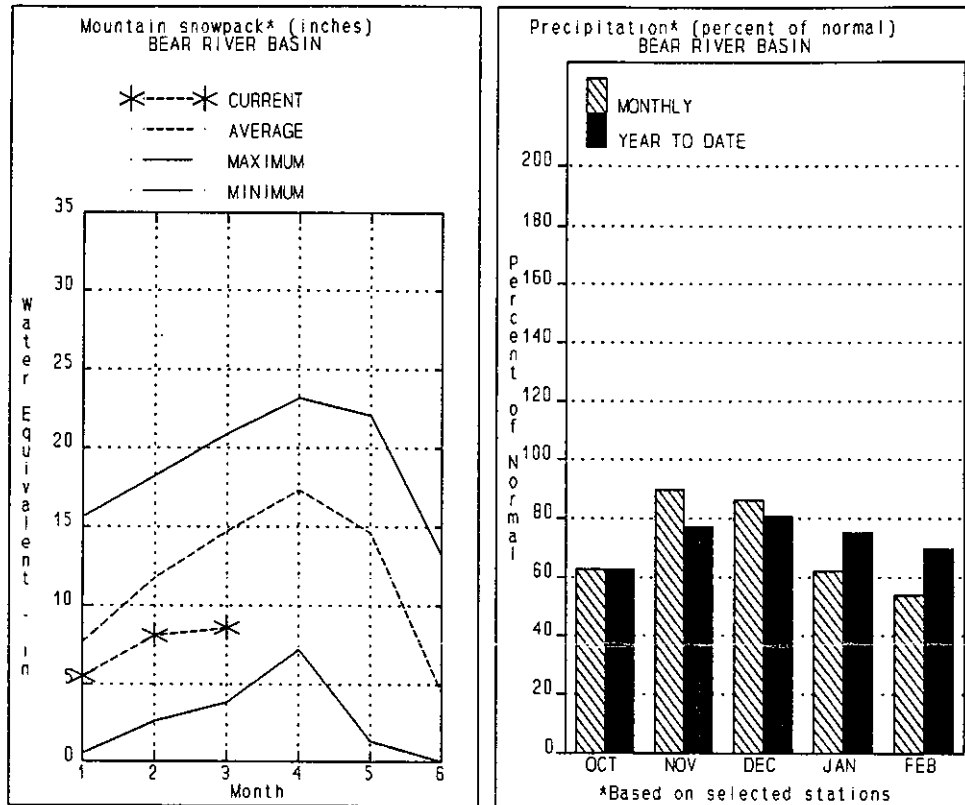 Mountain snowpack* (inches)
BEAR RIVER BASIN
CURRENT
AVERAGE
MAXIMUM
MINIMUM
35
30
25
20
15
10
5
0
Water Equivalent - in
1 2 3 4 5 6
Month
Precipitation* (percent of normal)
BEAR RIVER BASIN
MONTHLY
YEAR TO DATE
200
180
160
140
120
100
80
60
40
20
0
Percent of Normal
OCT NOV DEC JAN FEB
*Based on selected stations